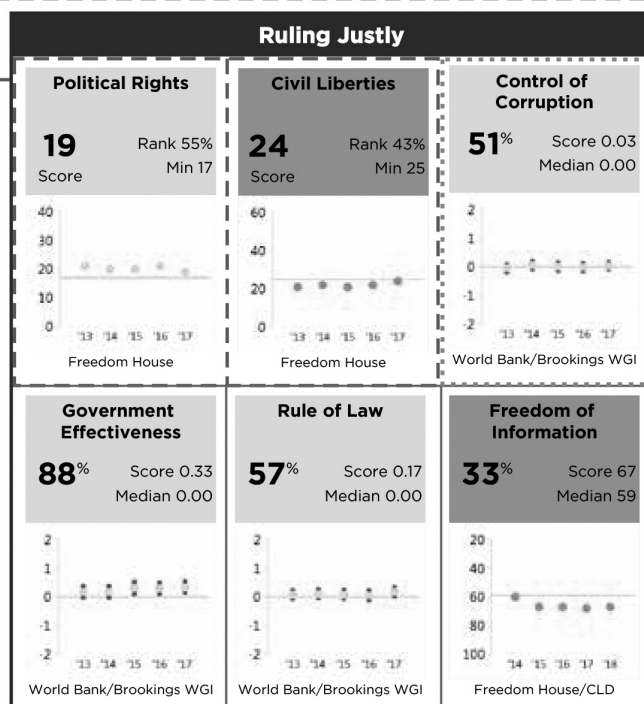 Ruling Justly
Political Rights
19
Score
Rank 55%
Min 17
40
30
20
10
0
'13 '14 '15 '16 '17
Freedom House
Civil Liberties
24
Score
Rank 43%
Min 25
60
40
20
0
'13 '14 '15 '16 '17
Freedom House
Control of
Corruption
51%
Score 0.03
Median 0.00
2
1
0
-1
-2
'13 '14 '15 '16 '17
World Bank/Brookings WGI
Government
Effectiveness
88%
Score 0.33
Median 0.00
2
1
0
-1
-2
'13 '14 '15 '16 '17
World Bank/Brookings WGI
Rule of Law
57%
Score 0.17
Median 0.00
2
1
0
-1
-2
'13 '14 '15 '16 '17
World Bank/Brookings WGI
Freedom of
Information
33%
Score 67
Median 59
20
40
60
80
100
'14 '15 '16 '17 '18
Freedom House/CLD